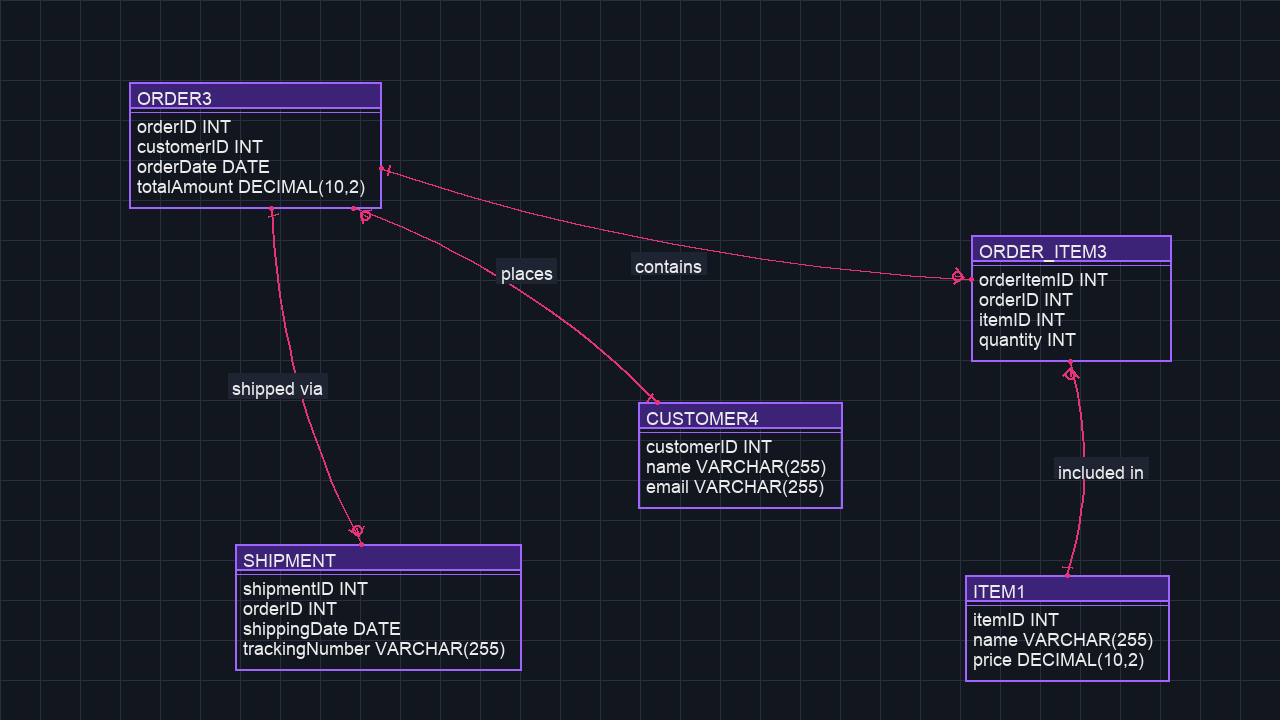 ORDER3
orderID INT
customerID INT
orderDate DATE
totalAmount DECIMAL(10,2)
places
contains
ORDER_ITEM3
orderItemID INT
orderID INT
itemID INT
quantity INT
shipped via
CUSTOMER4
customerID INT
name VARCHAR(255)
email VARCHAR(255)
included in
SHIPMENT
shipmentID INT
orderID INT
shippingDate DATE
trackingNumber VARCHAR(255)
ITEM1
itemID INT
name VARCHAR(255)
price DECIMAL(10,2)